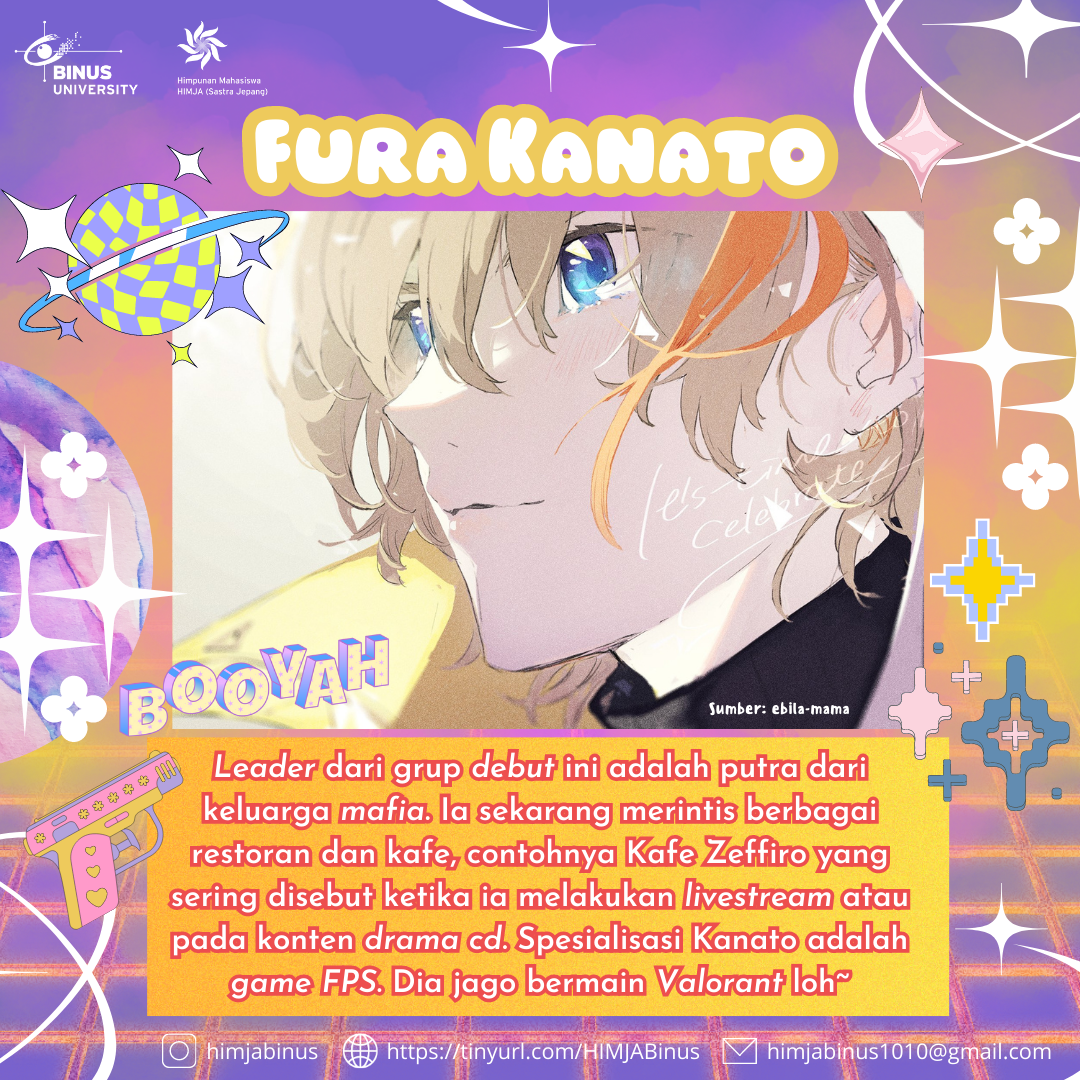 BINUS
UNIVERSITY
Himpunan Mahasiswa
HIMJA (Sastra Jepang)
FURA KANATO
let's
celebrate
BOOYAH
Sumber: ebila-mama
Leader dari grup debut ini adalah putra dari
keluarga mafia. Ia sekarang merintis berbagai
restoran dan kafe, contohnya Kafe Zeffiro yang
sering disebut ketika ia melakukan livestream atau
pada konten drama cd. Spesialisasi Kanato adalah
game FPS. Dia jago bermain Valorant loh~
himjabinus
https://tinyurl.com/HIMJABinus
himjabinus1010@gmail.com